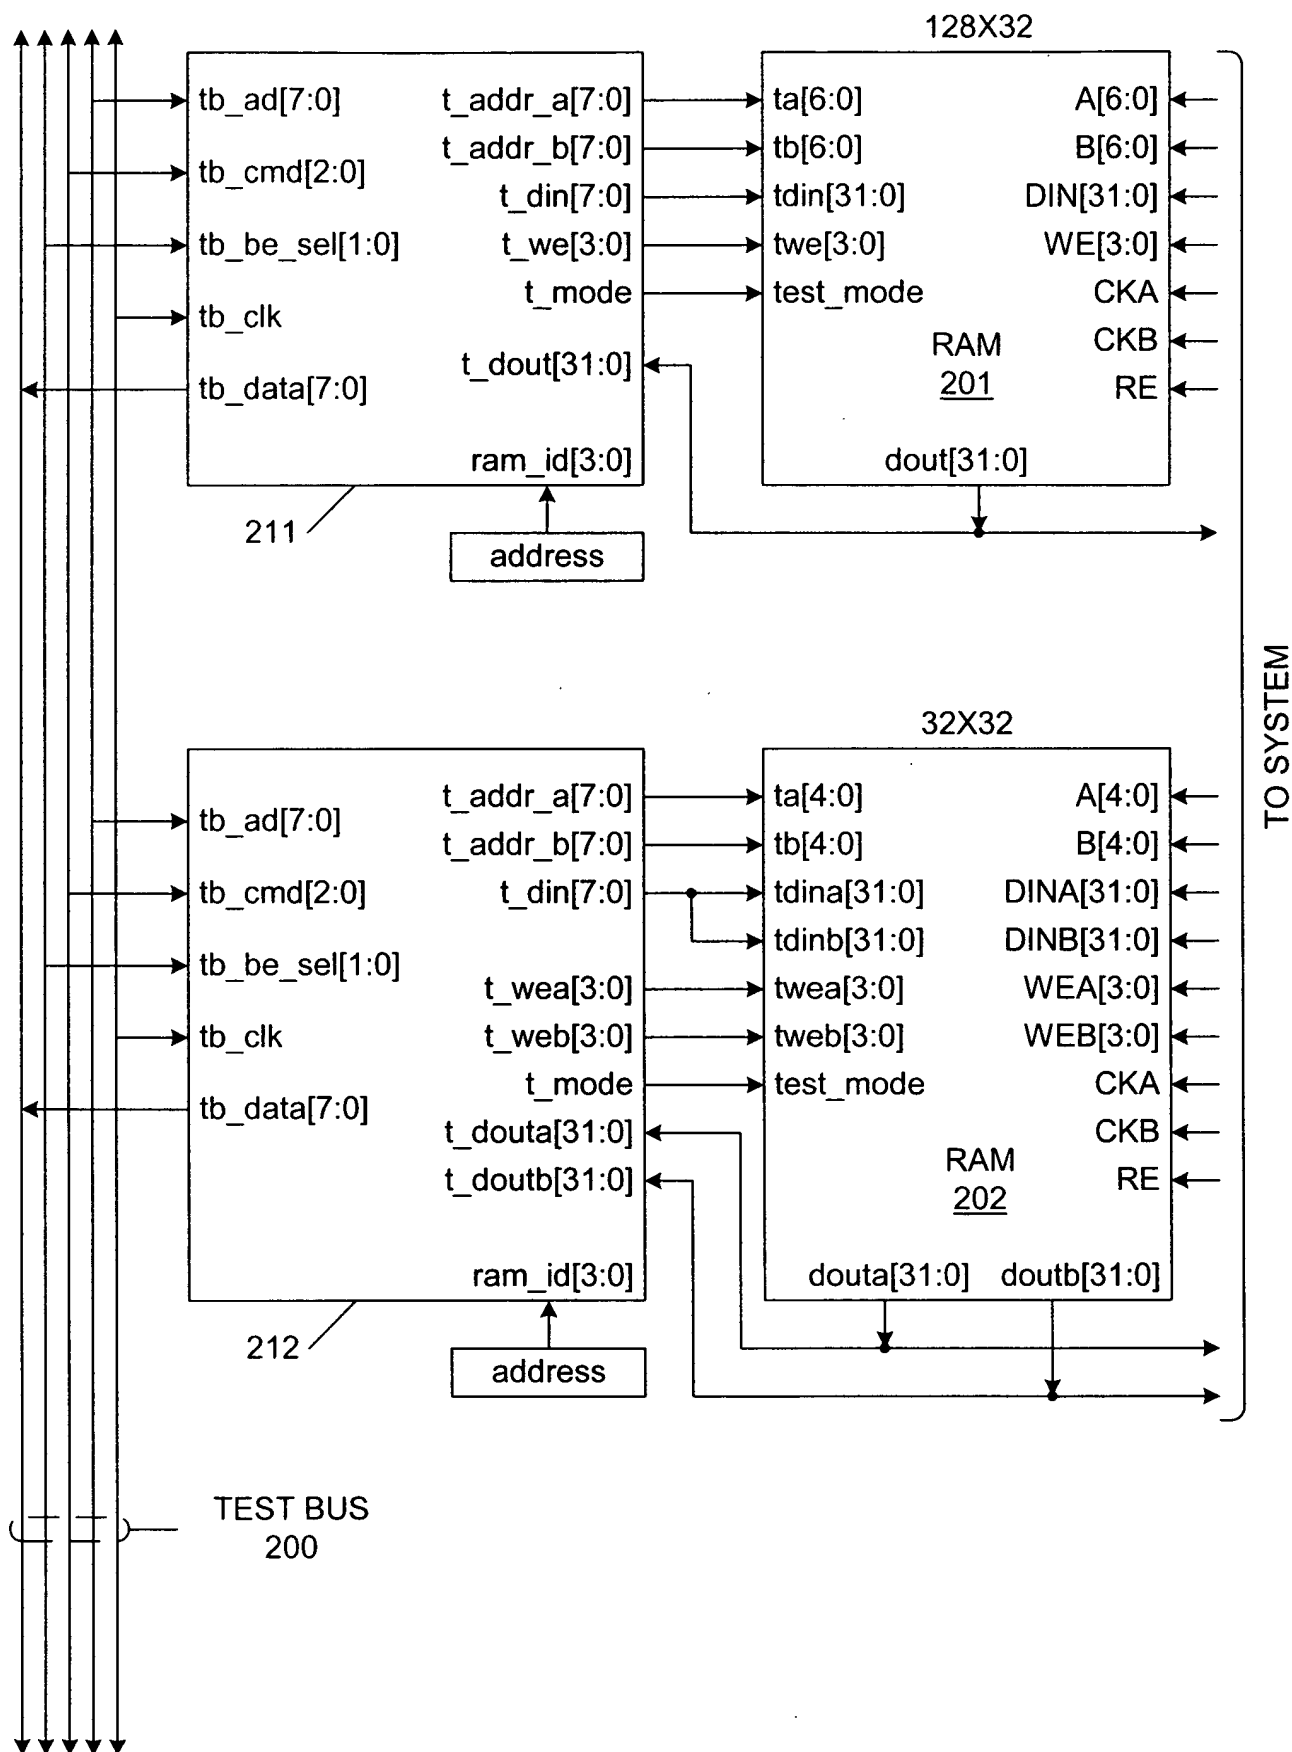 128X32
tb_ad[7:0]
t_addr_a[7:0]
ta[6:0]
A[6:0]
t_addr_b[7:0]
tb[6:0]
B[6:0]
tb_cmd[2:0]
t_din[7:0]
tdin[31:0]
DIN[31:0]
tb_be_sel[1:0]
t_we[3:0]
twe[3:0]
WE[3:0]
t_mode
test_mode
CKA
tb_clk
RAM
201
CKB
t_dout[31:0]
tb_data[7:0]
RE
ram_id[3:0]
dout[31:0]
211
address
TO SYSTEM
32X32
t_addr_a[7:0]
ta[4:0]
A[4:0]
tb_ad[7:0]
t_addr_b[7:0]
tb[4:0]
B[4:0]
tb_cmd[2:0]
t_din[7:0]
tdina[31:0]
DINA[31:0]
tdinb[31:0]
DINB[31:0]
tb_be_sel[1:0]
t_wea[3:0]
twea[3:0]
WEA[3:0]
tb_clk
t_web[3:0]
tweb[3:0]
WEB[3:0]
t_mode
test_mode
CKA
tb_data[7:0]
t_douta[31:0]
CKB
t_doutb[31:0]
RAM
202
RE
ram_id[3:0]
douta[31:0]
doutb[31:0]
212
address
TEST BUS
200